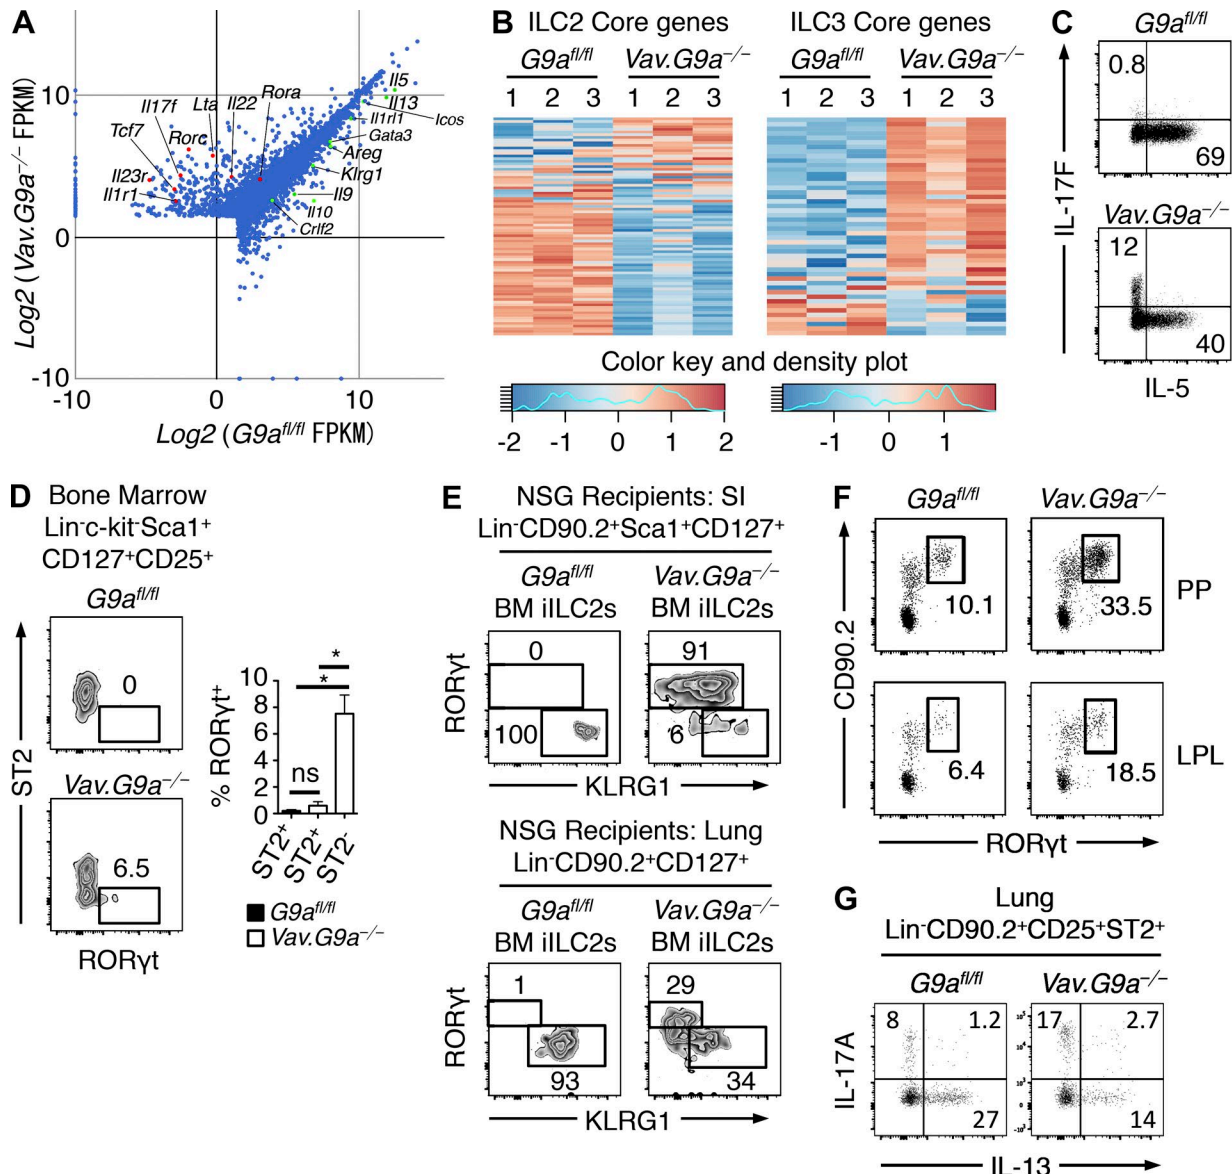 A
Log2 (Vav.G9a−/− FPKM)
10
0
-10
-10
0
10
Log2 (G9afl/fl FPKM)
Il5
Il13
Icos
Il1rl1
Gata3
Areg
Klrg1
Il9
Il10
Crlf2
Rora
Il22
Lta
Il17f
Rorc
Tcf7
Il23r
Il1r1
B
ILC2 Core genes
ILC3 Core genes
G9afl/fl
Vav.G9a−/−
G9afl/fl
Vav.G9a−/−
1 2 3 1 2 3
1 2 3 1 2 3
Color key and density plot
-2 -1 0 1 2
-1 0 1
C
G9afl/fl
0.8
69
Vav.G9a−/−
12
40
IL-17F
IL-5
D
Bone Marrow
Lin-c-kit-Sca1+
CD127+CD25+
G9afl/fl
0
Vav.G9a−/−
6.5
ST2
RORγt
% RORγt+
10
8
6
4
2
0
*
*
ns
ST2+
ST2+
ST2-
G9afl/fl
Vav.G9a−/−
E
NSG Recipients: SI
Lin-CD90.2+Sca1+CD127+
G9afl/fl
BM iILC2s
Vav.G9a−/−
BM iILC2s
0
100
91
6
RORγt
KLRG1
NSG Recipients: Lung
Lin-CD90.2+CD127+
G9afl/fl
BM iILC2s
Vav.G9a−/−
BM iILC2s
1
93
29
34
RORγt
KLRG1
F
G9afl/fl
Vav.G9a−/−
10.1
33.5
PP
6.4
18.5
LPL
CD90.2
RORγt
G
Lung
Lin-CD90.2+CD25+ST2+
G9afl/fl
Vav.G9a−/−
8
1.2
27
17
2.7
14
IL-17A
IL-13